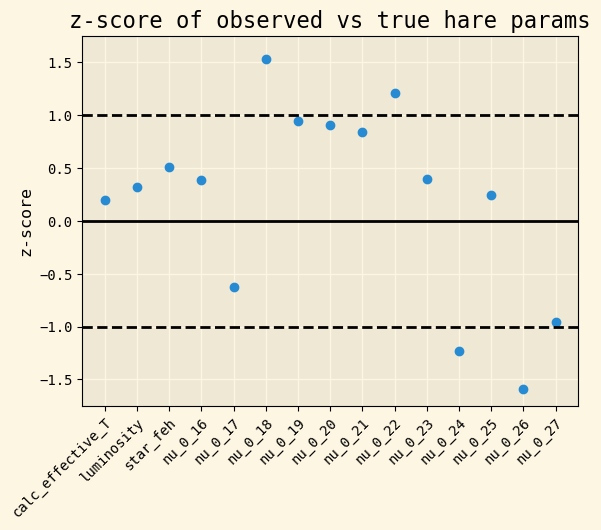 z-score of observed vs true hare params
z-score
1.5
1.0
0.5
0.0
−0.5
−1.0
−1.5
calc_effective_T
luminosity
star_feh
nu_0_16
nu_0_17
nu_0_18
nu_0_19
nu_0_20
nu_0_21
nu_0_22
nu_0_23
nu_0_24
nu_0_25
nu_0_26
nu_0_27